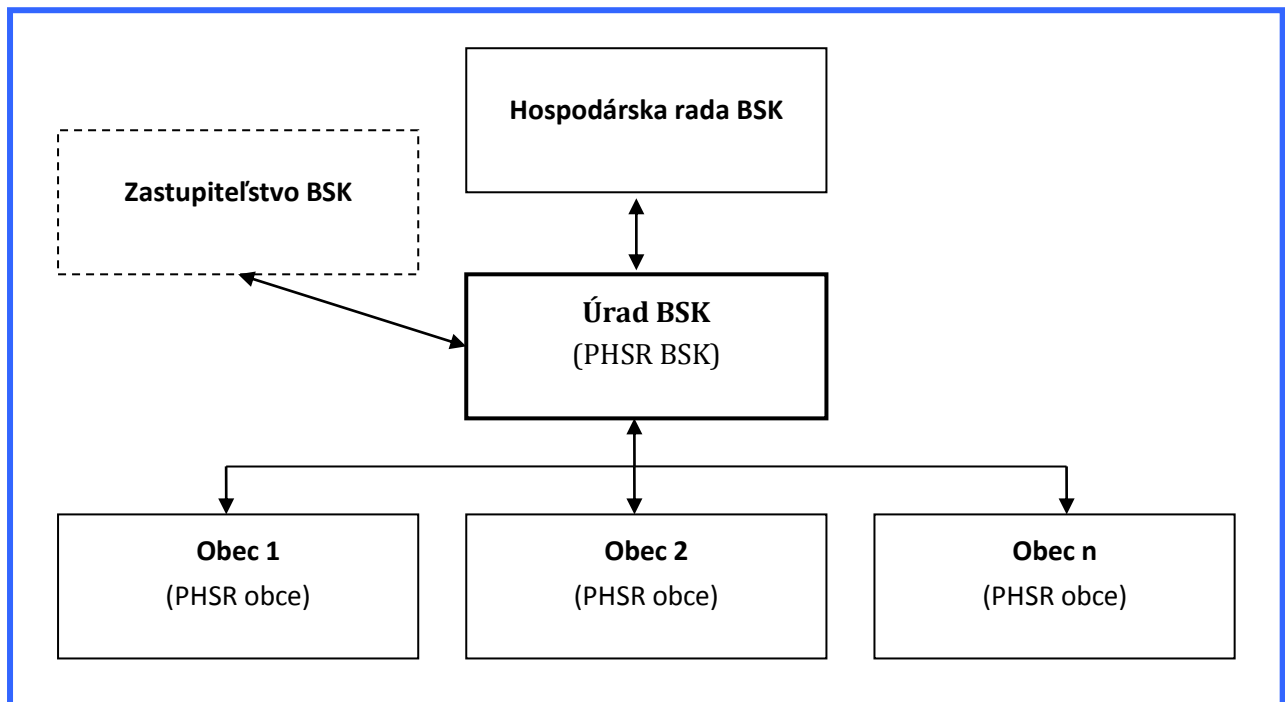 Hospodárska rada BSK
Zastupiteľstvo BSK
Úrad BSK
(PHSR BSK)
Obec 1
(PHSR obce)
Obec 2
(PHSR obce)
Obec n
(PHSR obce)